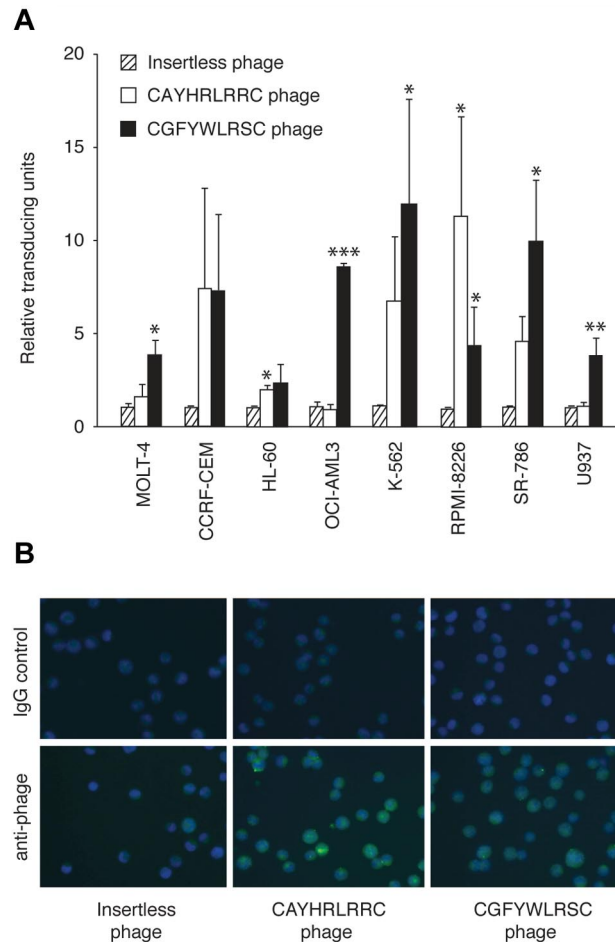 A
20
15
10
5
0
Relative transducing units
Insertless phage
CAYHRLRRC phage
CGFYWLRSC phage
*
*
***
*
*
*
*
**
MOLT-4
CCRF-CEM
HL-60
OCI-AML3
K-562
RPMI-8226
SR-786
U937
B
IgG control
anti-phage
Insertless
phage
CAYHRLRRC
phage
CGFYWLRSC
phage